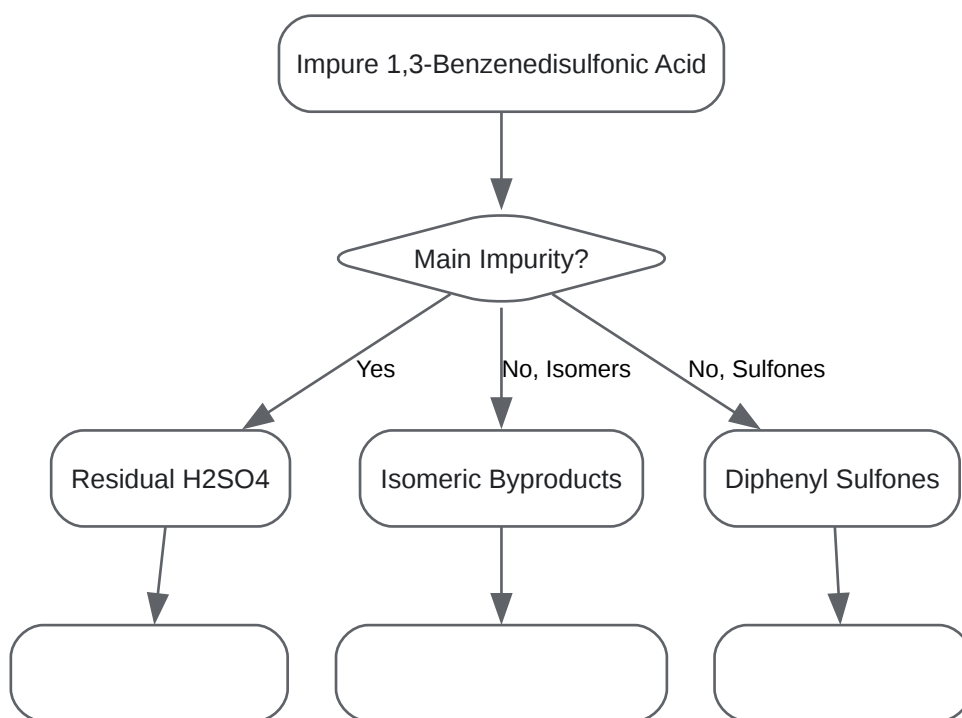 Impure 1,3-Benzenedisulfonic Acid
Main Impurity?
Yes
No, Isomers
No, Sulfones
Residual H2SO4
Isomeric Byproducts
Diphenyl Sulfones